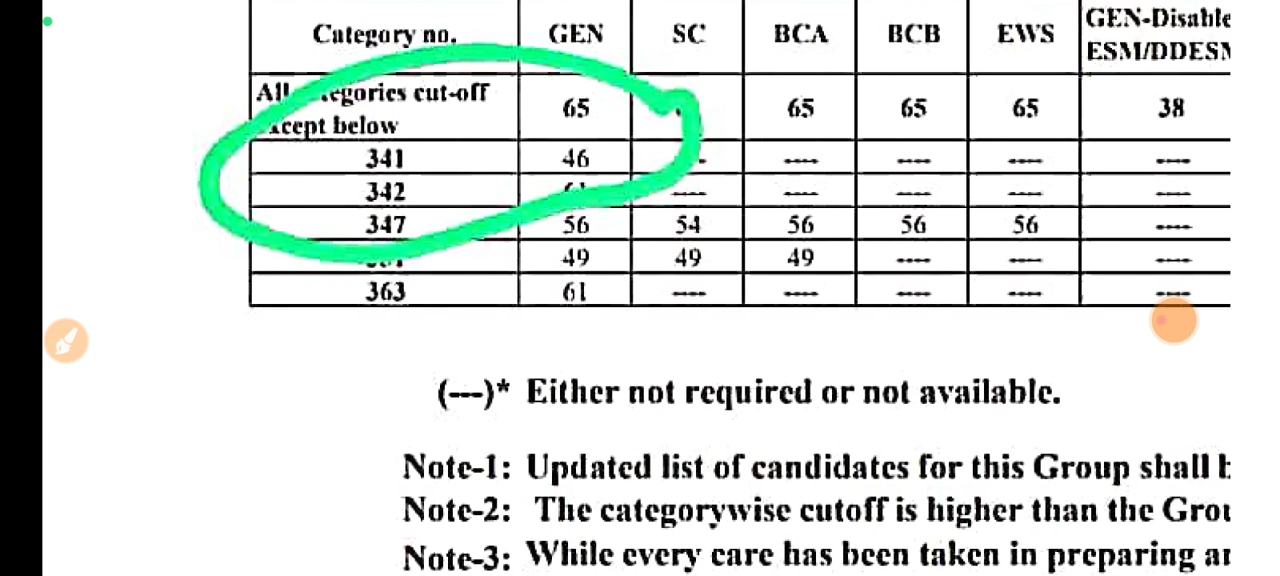 Category no. GEN SC BCA BCB EWS GEN-Disable
ESM/DDESM
cut-off
below 65 65 65 65 38
341 46 ---- ---- ---- ----
342 ---- ---- ---- ---- ----
347 56 54 56 56 56 ----
49 49 49 ---- ---- ----
363 61 ---- ---- ---- ---- ----
(---)* Either not required or not available.
Note-1: Updated list of candidates for this Group shall
Note-2: The categorywise cutoff is higher than the
Note-3: While every care has been taken in preparing